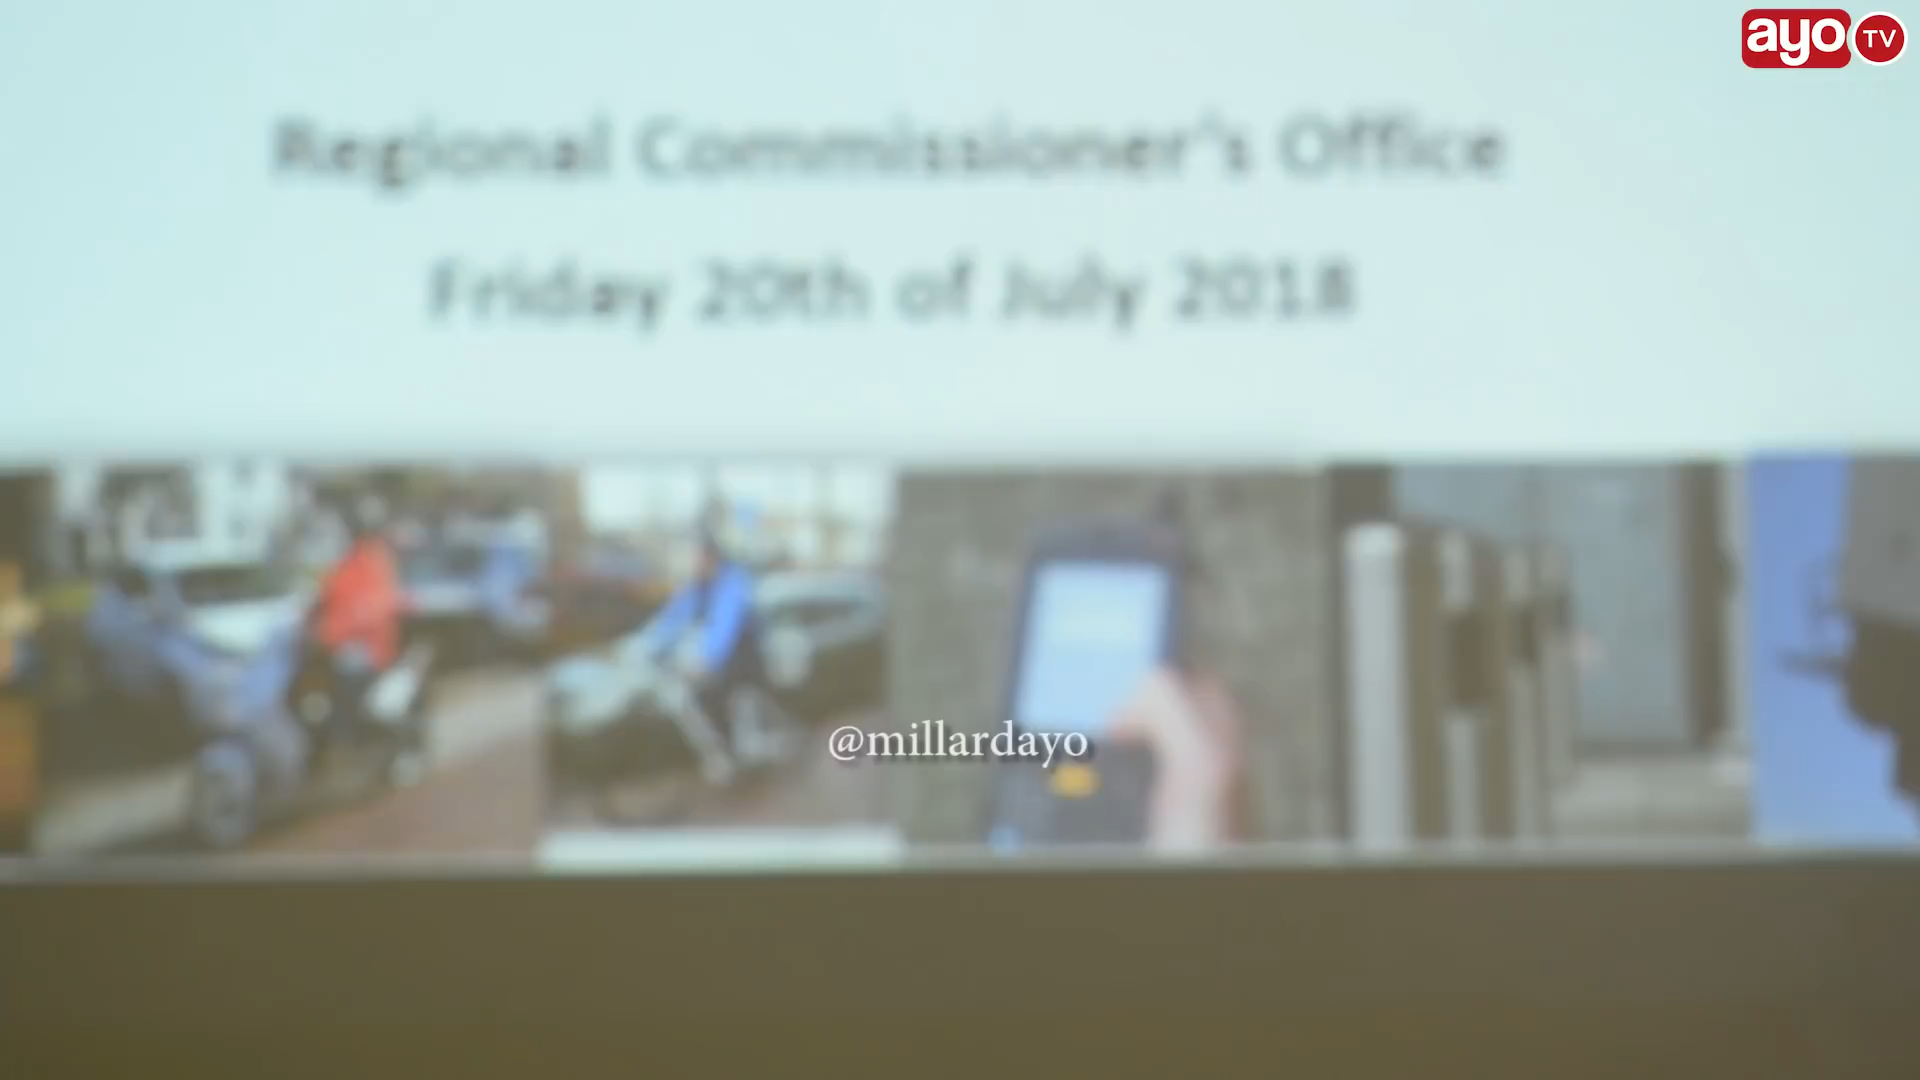 ayo TV
Regional Commissioner's Office
Friday 20th of July 2018
@millardayo